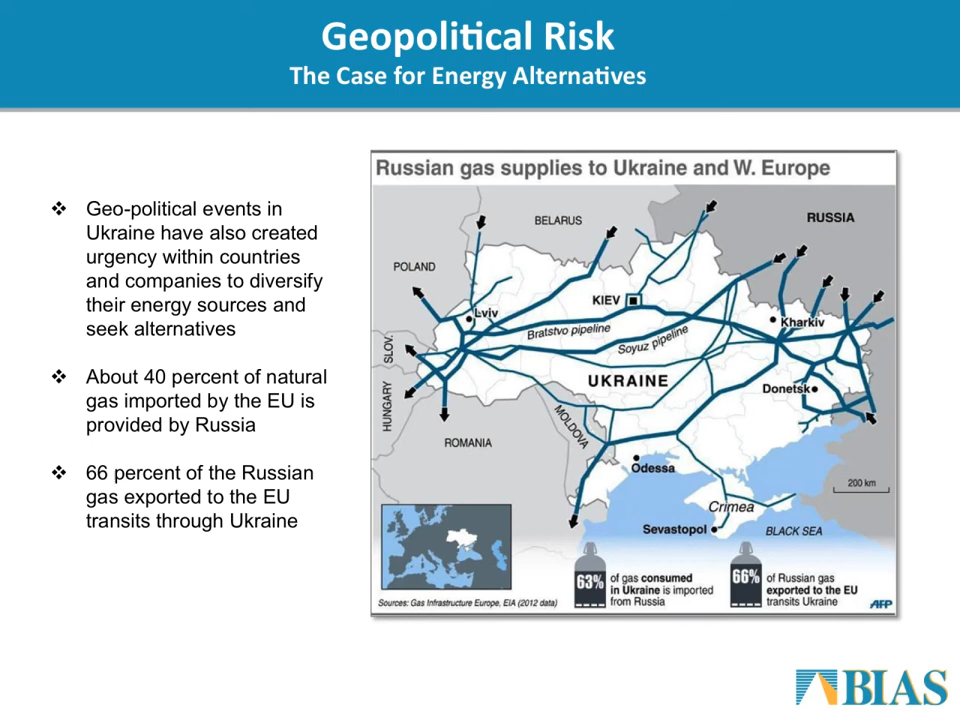 Geopolitical Risk
The Case for Energy Alternatives
❖ Geo-political events in
Ukraine have also created
urgency within countries
and companies to diversify
their energy sources and
seek alternatives
❖ About 40 percent of natural
gas imported by the EU is
provided by Russia
❖ 66 percent of the Russian
gas exported to the EU
transits through Ukraine
Russian gas supplies to Ukraine and W. Europe
BELARUS
RUSSIA
POLAND
KIEV
Lviv
Bratstvo pipeline
Soyuz pipeline
Kharkiv
SLOV.
UKRAINE
Donetsk
HUNGARY
MOLDOVA
ROMANIA
Odessa
200 km
Crimea
Sevastopol
BLACK SEA
63%
of gas consumed
in Ukraine is imported
from Russia
66%
of Russian gas
exported to the EU
transits Ukraine
Sources: Gas Infrastructure Europe, EIA (2012 data)
AFP
BIAS